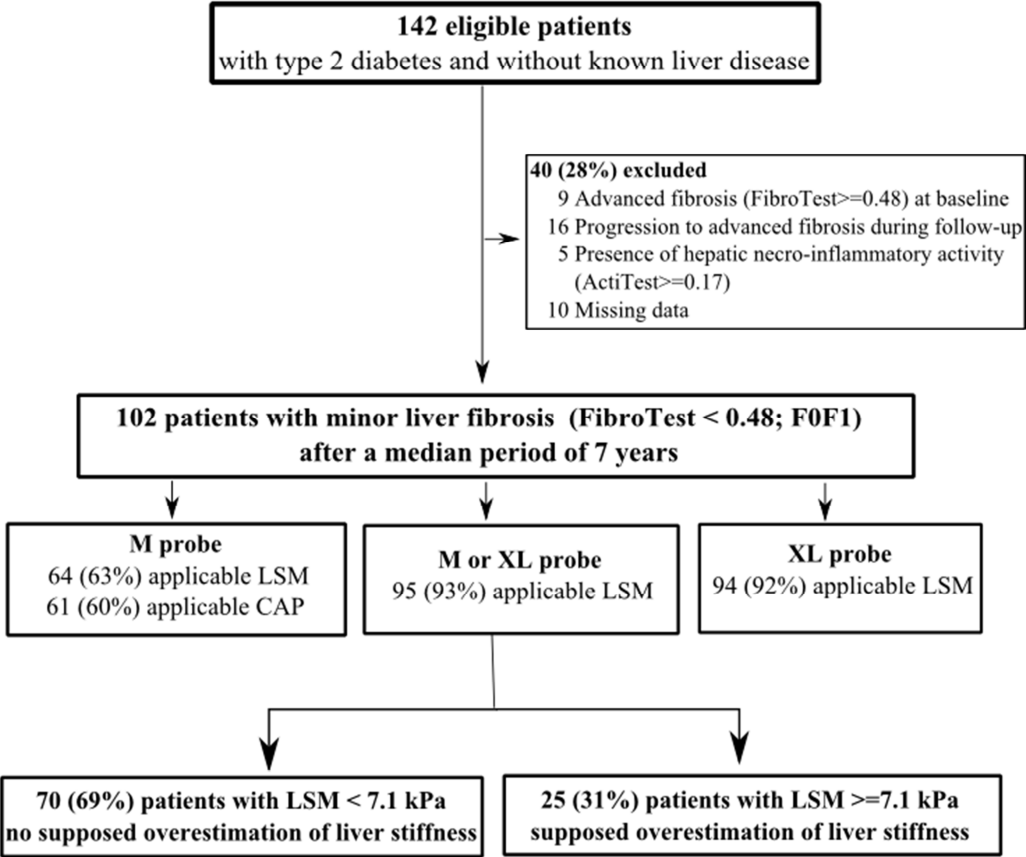 142 eligible patients
with type 2 diabetes and without known liver disease
40 (28%) excluded
9 Advanced fibrosis (FibroTest>=0.48) at baseline
16 Progression to advanced fibrosis during follow-up
5 Presence of hepatic necro-inflammatory activity
(ActiTest>=0.17)
10 Missing data
102 patients with minor liver fibrosis (FibroTest < 0.48; F0F1)
after a median period of 7 years
M probe
64 (63%) applicable LSM
61 (60%) applicable CAP
M or XL probe
95 (93%) applicable LSM
XL probe
94 (92%) applicable LSM
70 (69%) patients with LSM < 7.1 kPa
no supposed overestimation of liver stiffness
25 (31%) patients with LSM >=7.1 kPa
supposed overestimation of liver stiffness